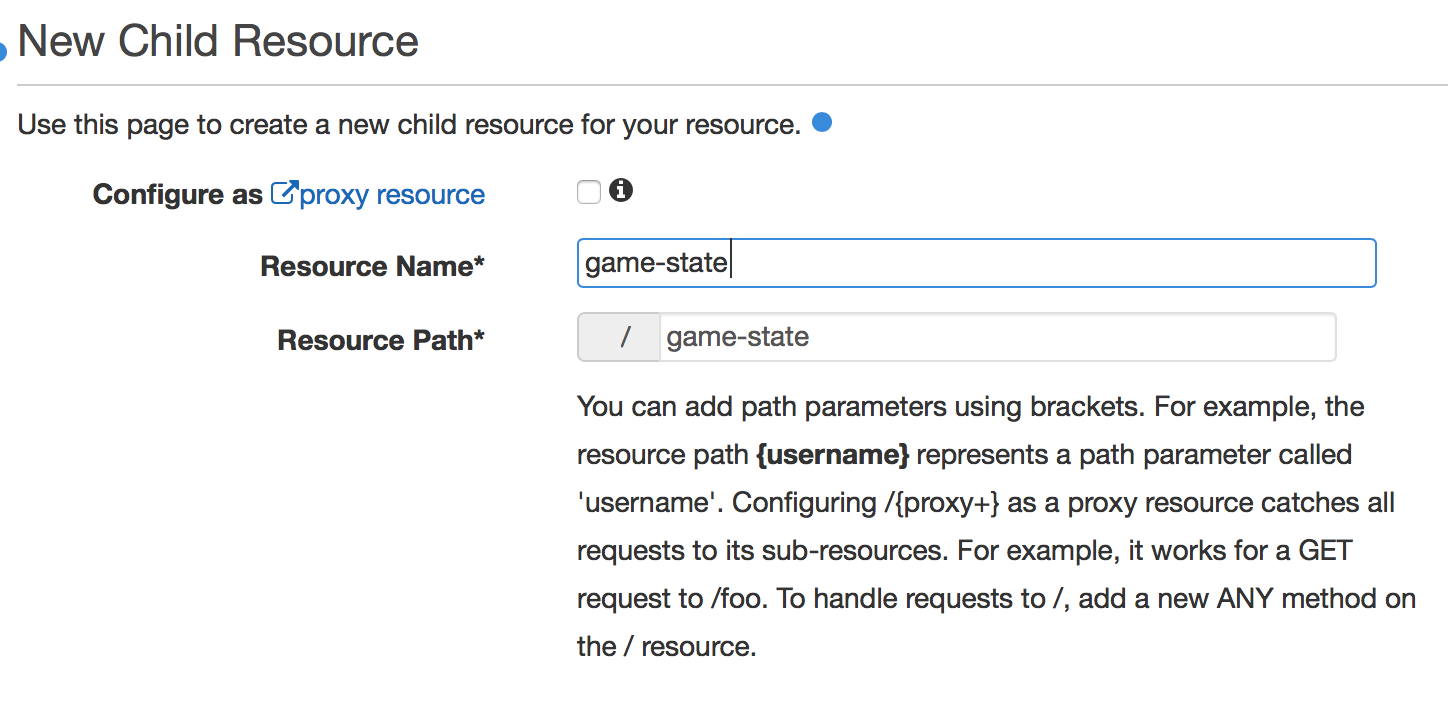 New Child Resource
Use this page to create a new child resource for your resource.
Configure as proxy resource
Resource Name* game-state
Resource Path* / game-state
You can add path parameters using brackets. For example, the
resource path {username} represents a path parameter called
'username'. Configuring /{proxy+} as a proxy resource catches all
requests to its sub-resources. For example, it works for a GET
request to /foo. To handle requests to /, add a new ANY method on
the / resource.